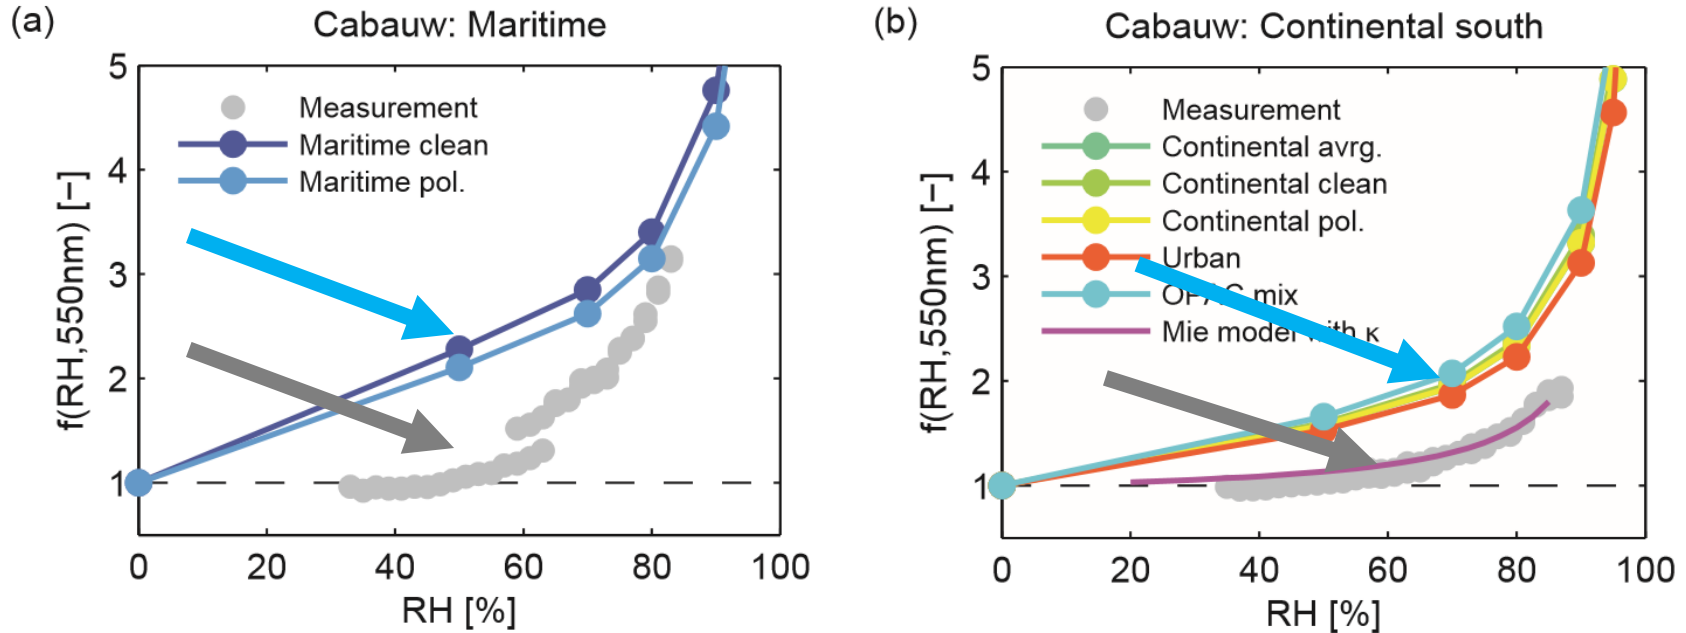 (a)
Cabauw: Maritime
5
4
3
2
1
f(RH,550nm) [−]
Measurement
Maritime clean
Maritime pol.
0 20 40 60 80 100
RH [%]
(b)
Cabauw: Continental south
5
4
3
2
1
f(RH,550nm) [−]
Measurement
Continental avrg.
Continental clean
Continental pol.
Urban
OPAC mix
Mie model with κ
0 20 40 60 80 100
RH [%]